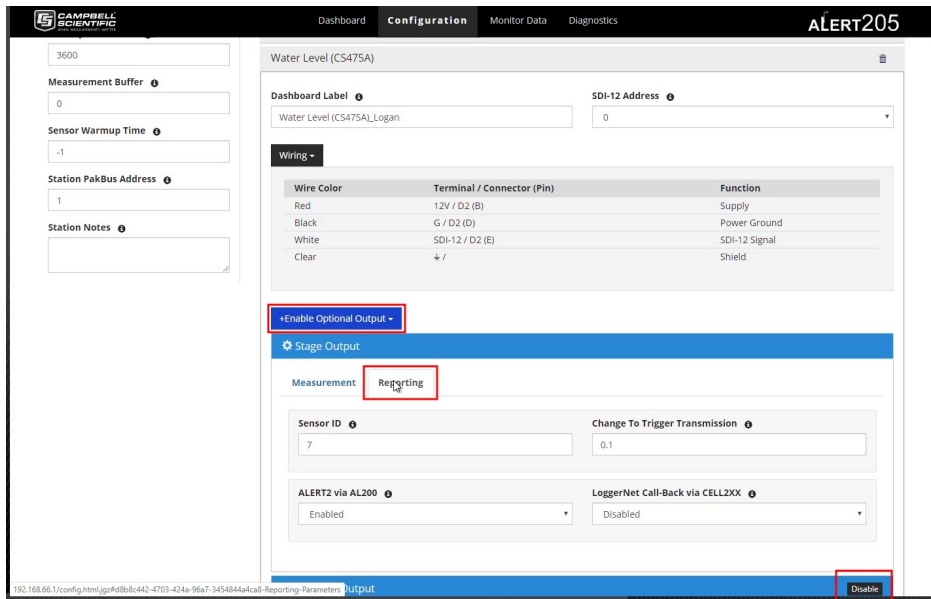 CAMPBELL SCIENTIFIC
WHEN MEASUREMENTS MATTER
Dashboard Configuration Monitor Data Diagnostics
ALERT205
3600
Measurement Buffer
0
Sensor Warmup Time
-1
Station PakBus Address
1
Station Notes
Water Level (CS475A)
Dashboard Label SDI-12 Address
Water Level (CS475A)_Logan 0
Wiring
Wire Color Terminal / Connector (Pin) Function
Red 12V / D2 (B) Supply
Black G / D2 (D) Power Ground
White SDI-12 / D2 (E) SDI-12 Signal
Clear ⏚ / Shield
+Enable Optional Output
Stage Output
Measurement Reporting
Sensor ID Change To Trigger Transmission
7 0.1
ALERT2 via AL200 LoggerNet Call-Back via CELL2XX
Enabled Disabled
Output Disable
192.168.66.1/config.html.jgz#d8b8c442-4703-424a-96a7-3454844a4ca8-Reporting-Parameters